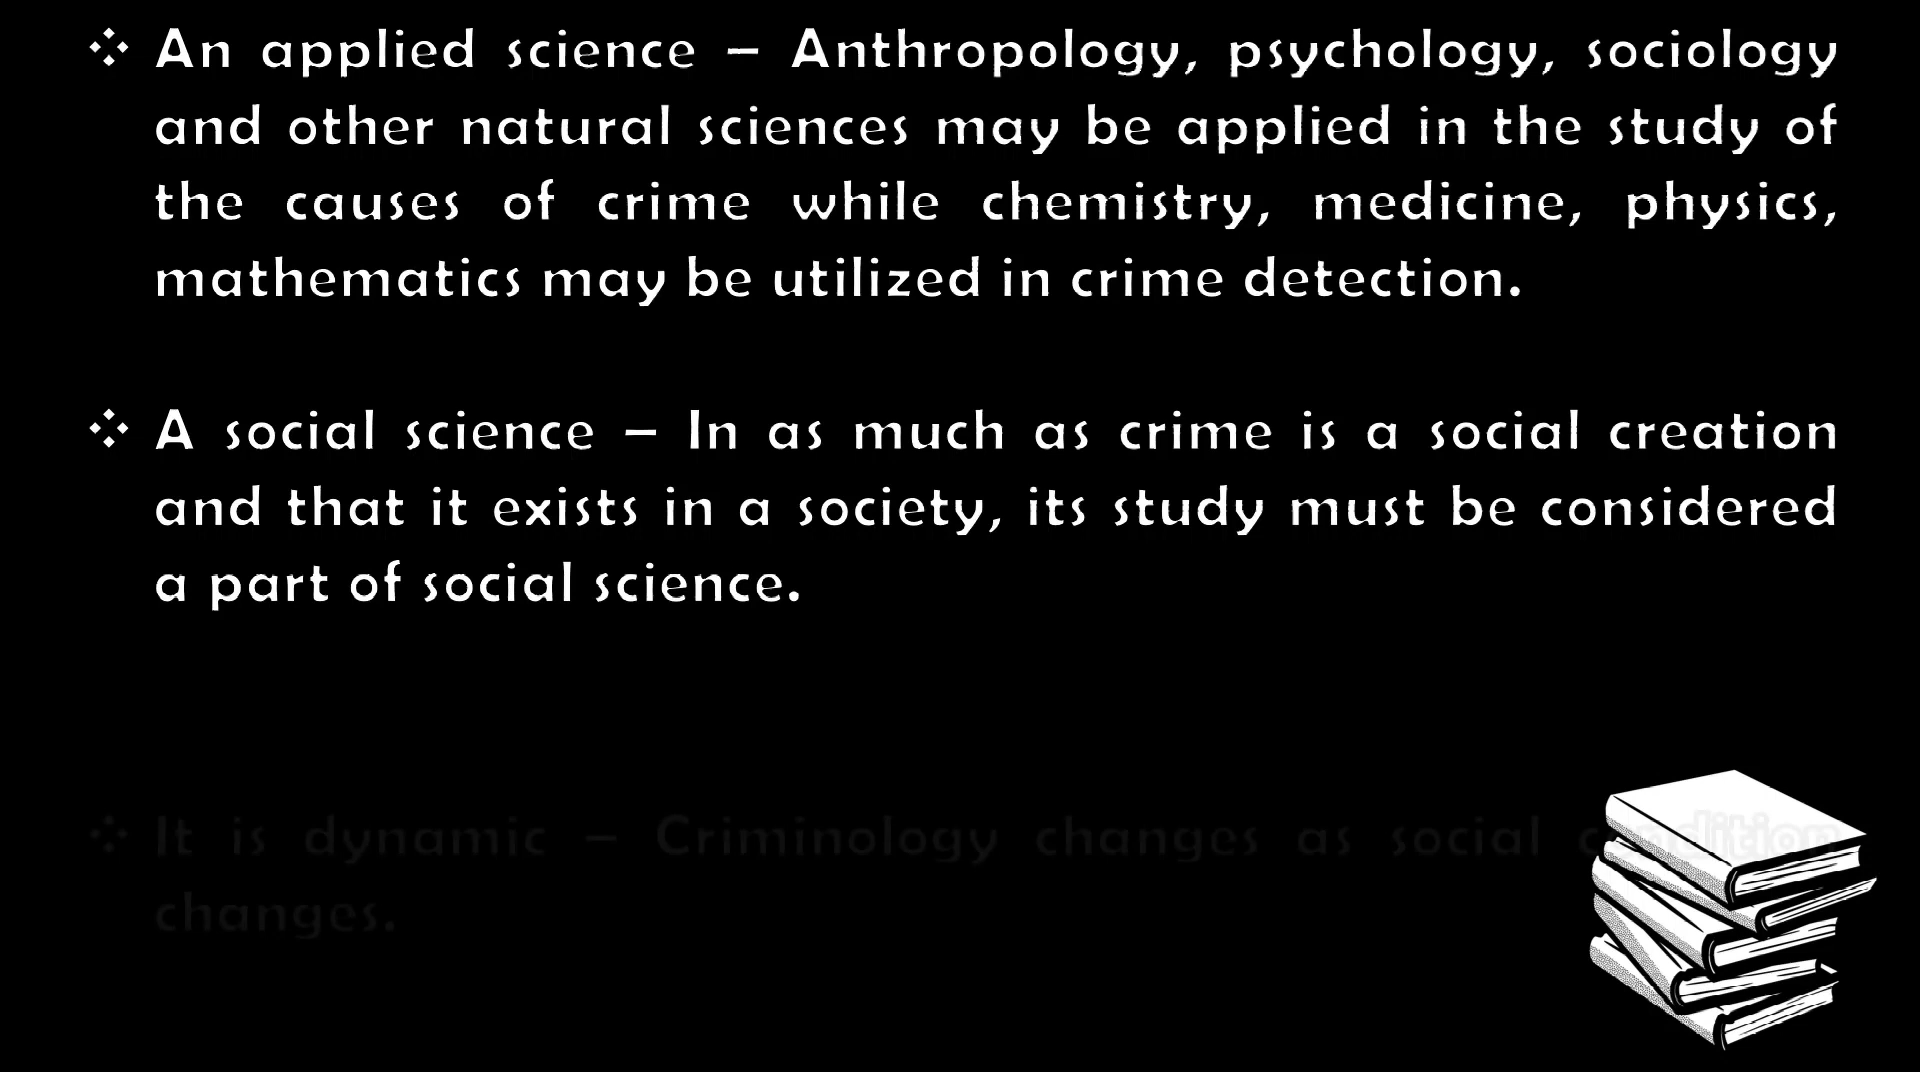 ❖ An applied science – Anthropology, psychology, sociology
and other natural sciences may be applied in the study of
the causes of crime while chemistry, medicine, physics,
mathematics may be utilized in crime detection.
❖ A social science – In as much as crime is a social creation
and that it exists in a society, its study must be considered
a part of social science.
❖ It is dynamic – Criminology changes as social condition
changes.